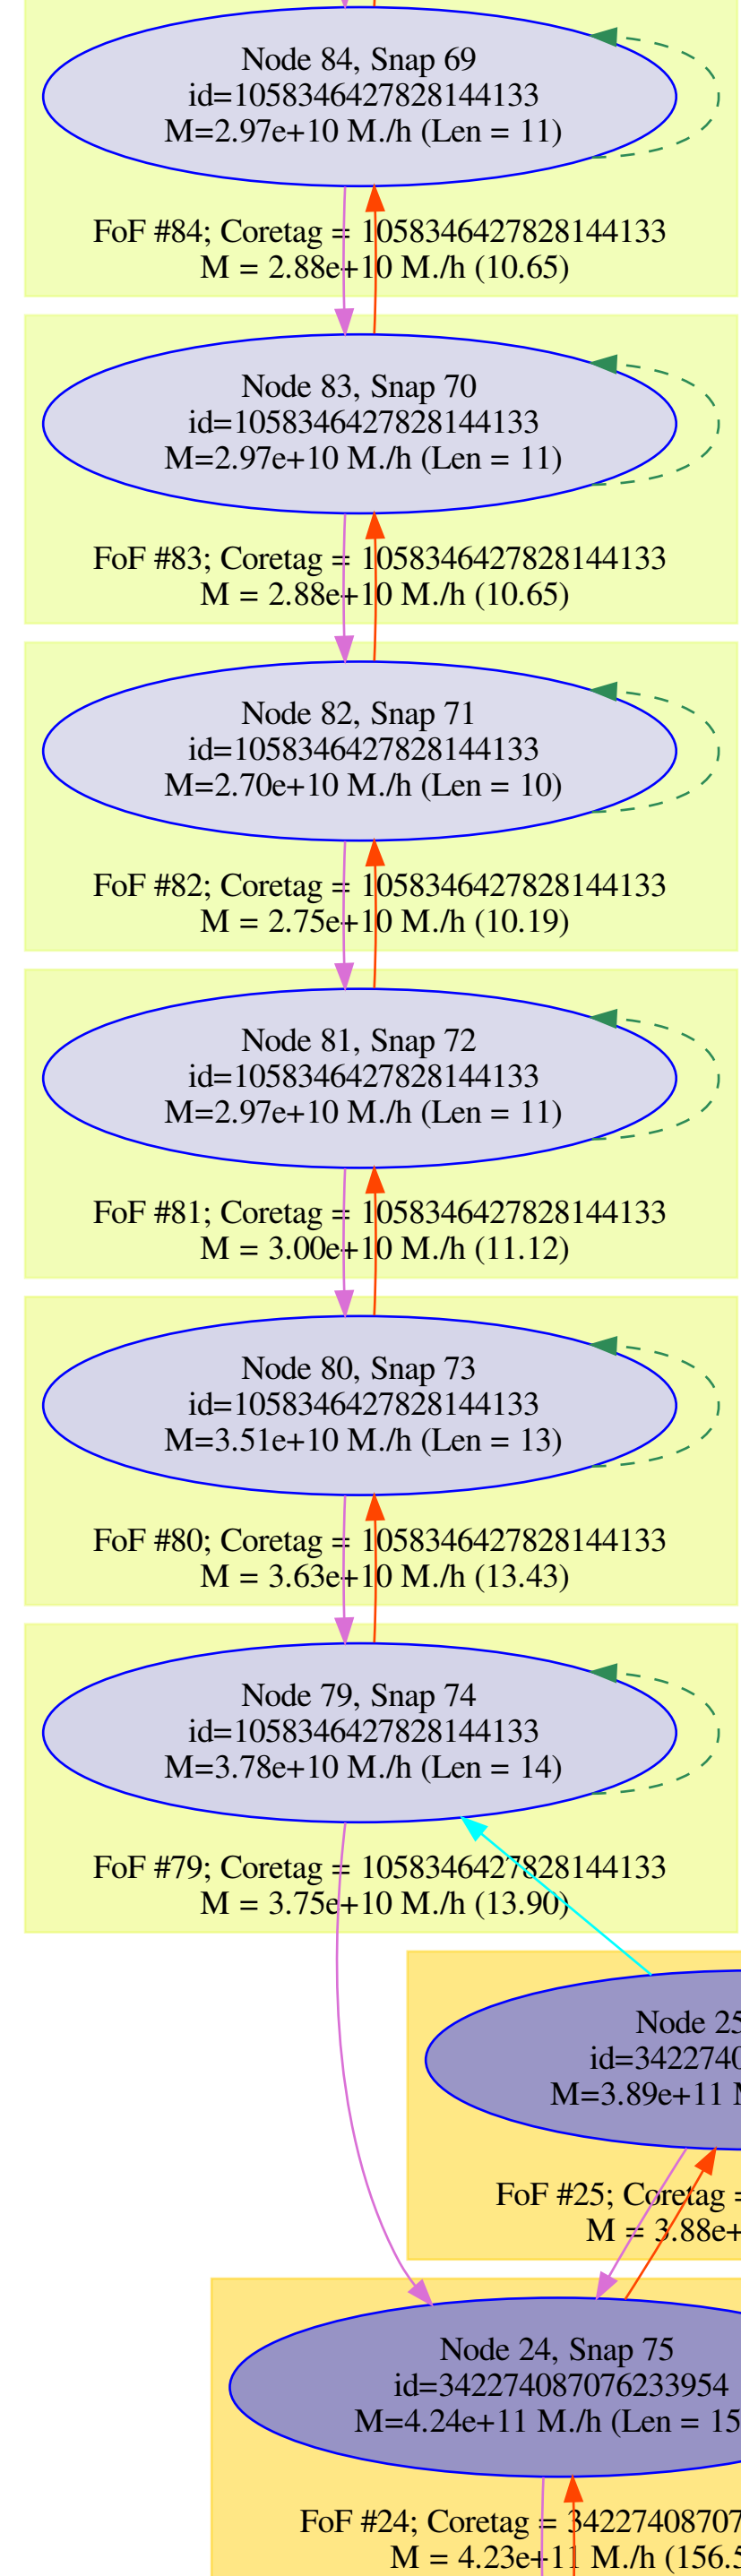 Node 84, Snap 69
id=1058346427828144133
M=2.97e+10 M./h (Len = 11)
FoF #84; Coretag = 1058346427828144133
M = 2.88e+10 M./h (10.65)
Node 83, Snap 70
id=1058346427828144133
M=2.97e+10 M./h (Len = 11)
FoF #83; Coretag = 1058346427828144133
M = 2.88e+10 M./h (10.65)
Node 82, Snap 71
id=1058346427828144133
M=2.70e+10 M./h (Len = 10)
FoF #82; Coretag = 1058346427828144133
M = 2.75e+10 M./h (10.19)
Node 81, Snap 72
id=1058346427828144133
M=2.97e+10 M./h (Len = 11)
FoF #81; Coretag = 1058346427828144133
M = 3.00e+10 M./h (11.12)
Node 80, Snap 73
id=1058346427828144133
M=3.51e+10 M./h (Len = 13)
FoF #80; Coretag = 1058346427828144133
M = 3.63e+10 M./h (13.43)
Node 79, Snap 74
id=1058346427828144133
M=3.78e+10 M./h (Len = 14)
FoF #79; Coretag = 1058346427828144133
M = 3.75e+10 M./h (13.90)
Node 25
id=3422740
M=3.89e+11 M
FoF #25; Coretag =
M = 3.88e+
Node 24, Snap 75
id=342274087076233954
M=4.24e+11 M./h (Len = 15
FoF #24; Coretag = 34227408707
M = 4.23e+11 M./h (156.5